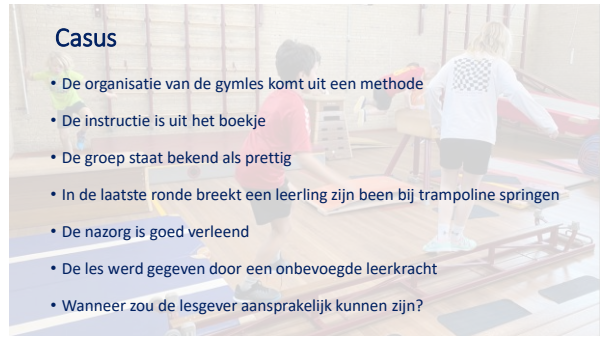 Casus
• De organisatie van de gymles komt uit een methode
• De instructie is uit het boekje
• De groep staat bekend als prettig
• In de laatste ronde breekt een leerling zijn been bij trampoline springen
• De nazorg is goed verleend
• De les werd gegeven door een onbevoegde leerkracht
• Wanneer zou de lesgever aansprakelijk kunnen zijn?